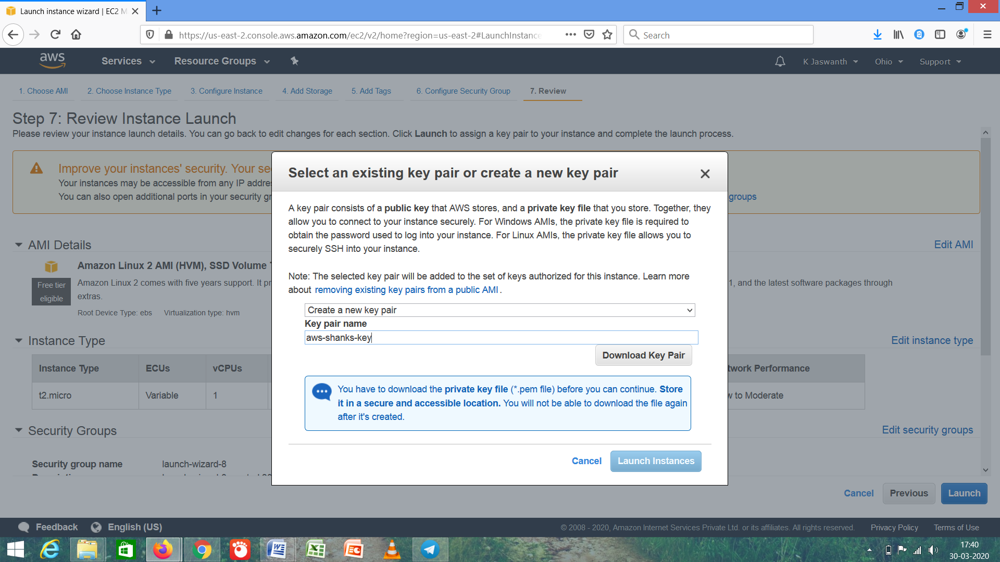 Launch instance wizard | EC2 M
https://us-east-2.console.aws.amazon.com/ec2/v2/home?region=us-east-2#LaunchInstance
Search
aws
Services
Resource Groups
K Jaswanth
Ohio
Support
1. Choose AMI
2. Choose Instance Type
3. Configure Instance
4. Add Storage
5. Add Tags
6. Configure Security Group
7. Review
Step 7: Review Instance Launch
Please review your instance launch details. You can go back to edit changes for each section. Click Launch to assign a key pair to your instance and complete the launch process.
Improve your instances' security. Your se
Your instances may be accessible from any IP addre
You can also open additional ports in your security gr
groups
Select an existing key pair or create a new key pair
A key pair consists of a public key that AWS stores, and a private key file that you store. Together, they
allow you to connect to your instance securely. For Windows AMIs, the private key file is required to
obtain the password used to log into your instance. For Linux AMIs, the private key file allows you to
securely SSH into your instance.
Note: The selected key pair will be added to the set of keys authorized for this instance. Learn more
about removing existing key pairs from a public AMI .
Create a new key pair
Key pair name
aws-shanks-key
Download Key Pair
You have to download the private key file (*.pem file) before you can continue. Store
it in a secure and accessible location. You will not be able to download the file again
after it's created.
Cancel
Launch Instances
AMI Details
Edit AMI
Amazon Linux 2 AMI (HVM), SSD Volume
Free tier
eligible
Amazon Linux 2 comes with five years support. It pr
1, and the latest software packages through
extras.
Root Device Type: ebs
Virtualization type: hvm
Instance Type
Edit instance type
Instance Type
ECUs
vCPUs
twork Performance
t2.micro
Variable
1
w to Moderate
Security Groups
Edit security groups
Security group name
launch-wizard-8
Cancel
Previous
Launch
Feedback
English (US)
© 2008 - 2020, Amazon Internet Services Private Ltd. or its affiliates. All rights reserved.
Privacy Policy
Terms of Use
17:40
30-03-2020